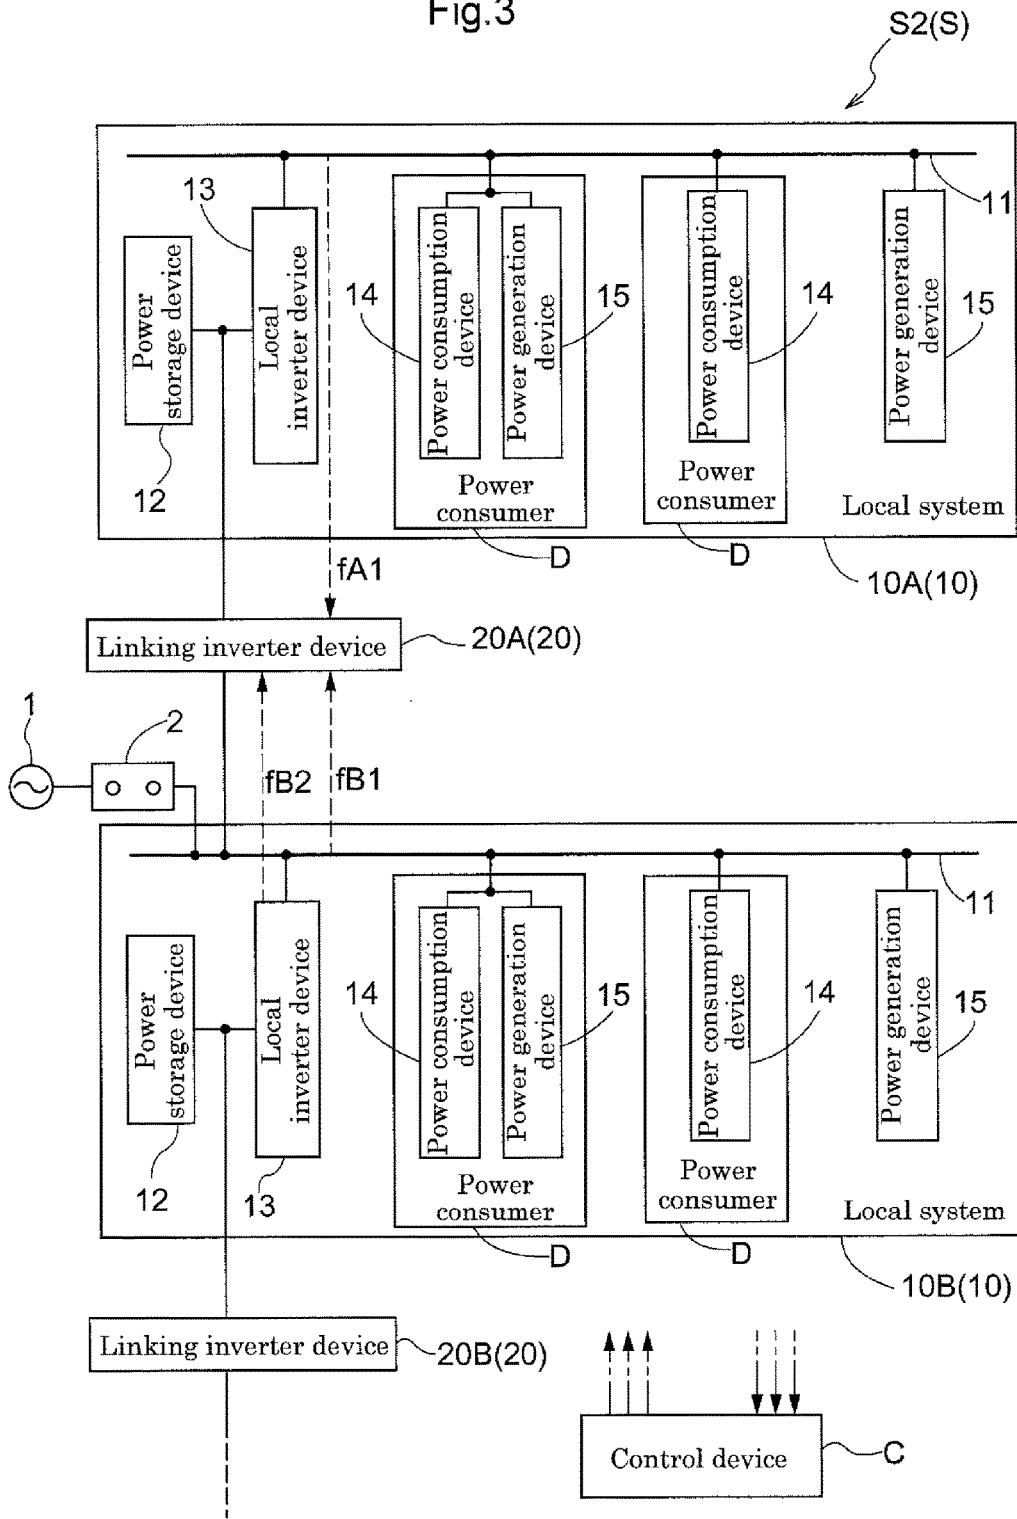 Fig.3
S2(S)
13
11
Power
storage device
Local
inverter device
14
Power consumption
device
Power generation
device
15
Power consumption
device
14
Power generation
device
15
12
Power
consumer
Power
consumer
Local system
D
D
fA1
10A(10)
Linking inverter device
20A(20)
1
2
fB2
fB1
11
Power
storage device
Local
inverter device
14
Power consumption
device
Power generation
device
15
Power consumption
device
14
Power generation
device
15
12
13
Power
consumer
Power
consumer
Local system
D
D
10B(10)
Linking inverter device
20B(20)
Control device
C